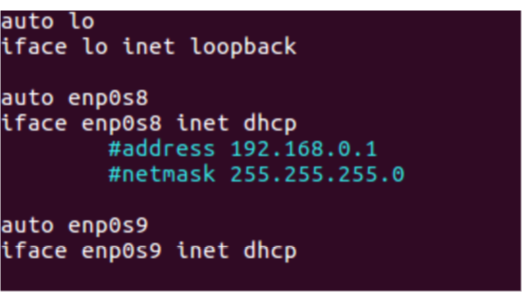 auto lo
iface lo inet loopback
auto enp0s8
iface enp0s8 inet dhcp
#address 192.168.0.1
#netmask 255.255.255.0
auto enp0s9
iface enp0s9 inet dhcp